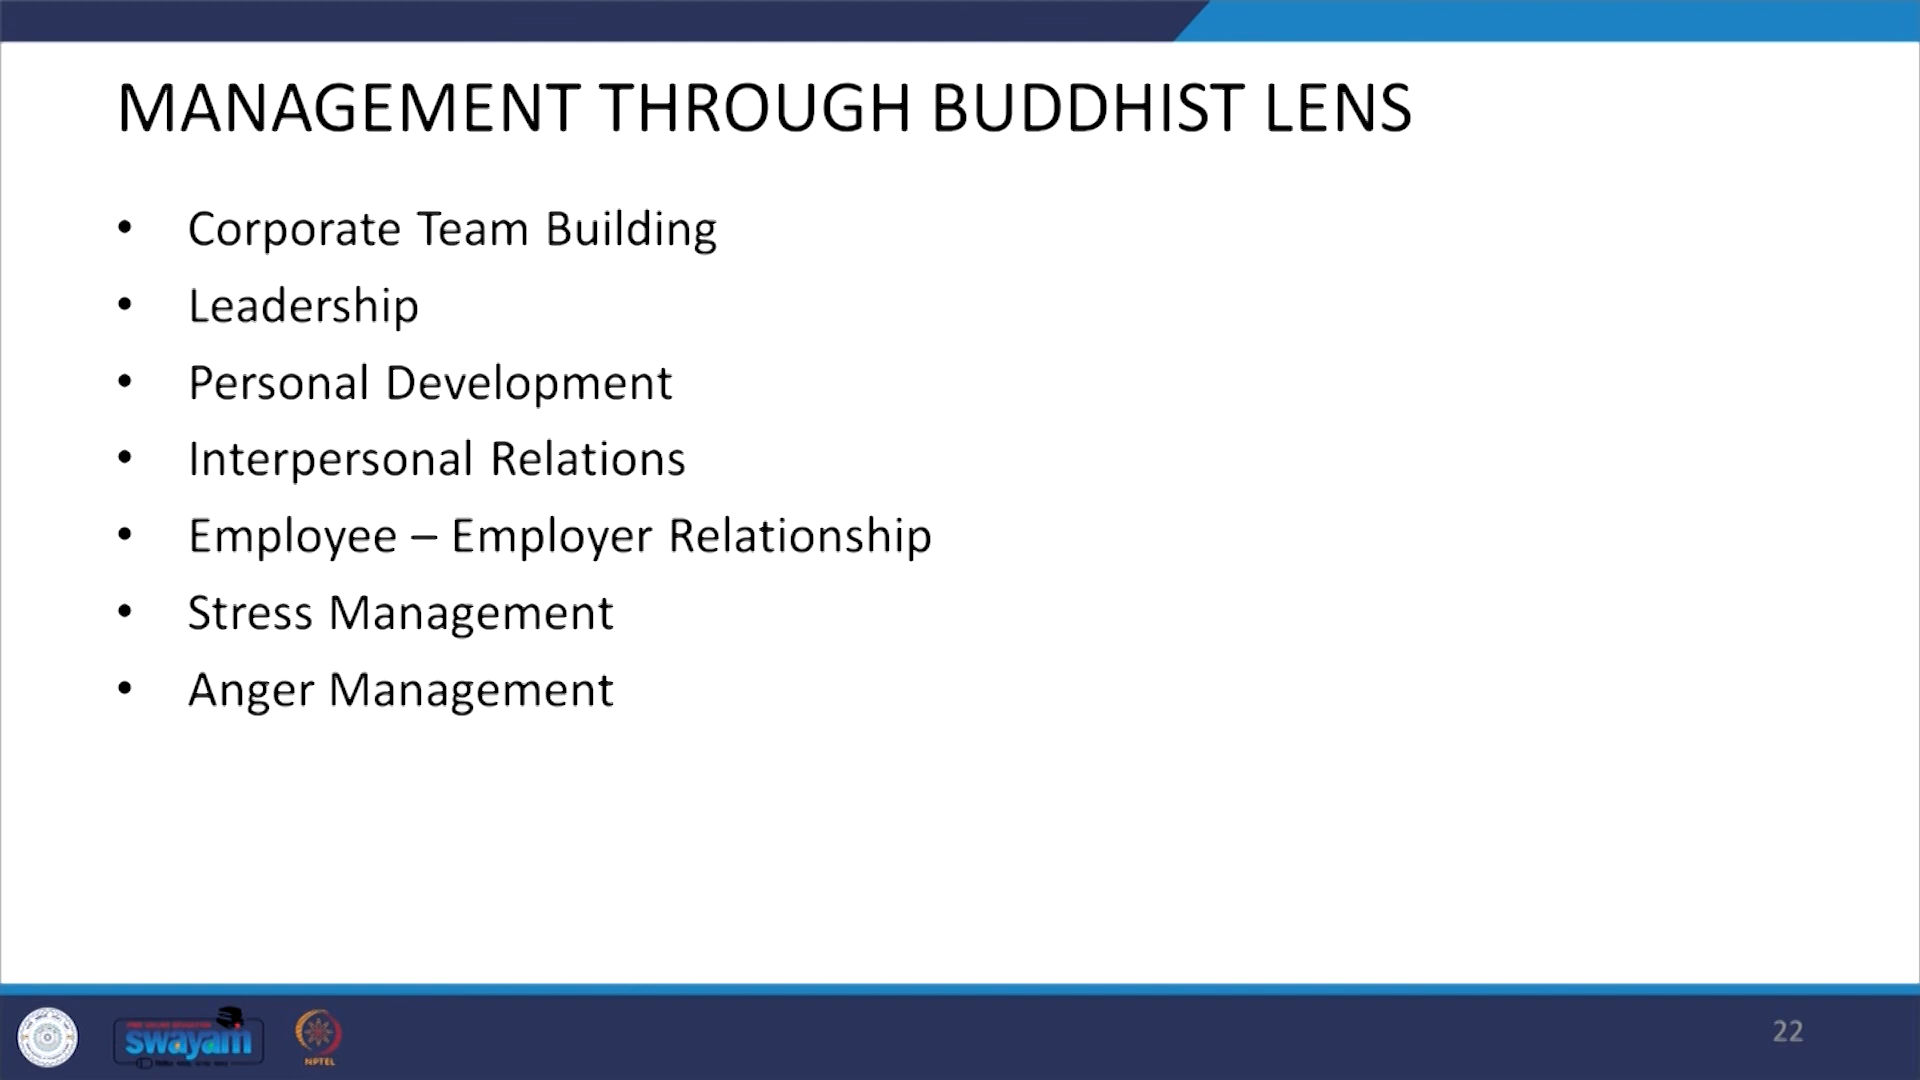 MANAGEMENT THROUGH BUDDHIST LENS
• Corporate Team Building
• Leadership
• Personal Development
• Interpersonal Relations
• Employee – Employer Relationship
• Stress Management
• Anger Management
swayam
NPTEL
22